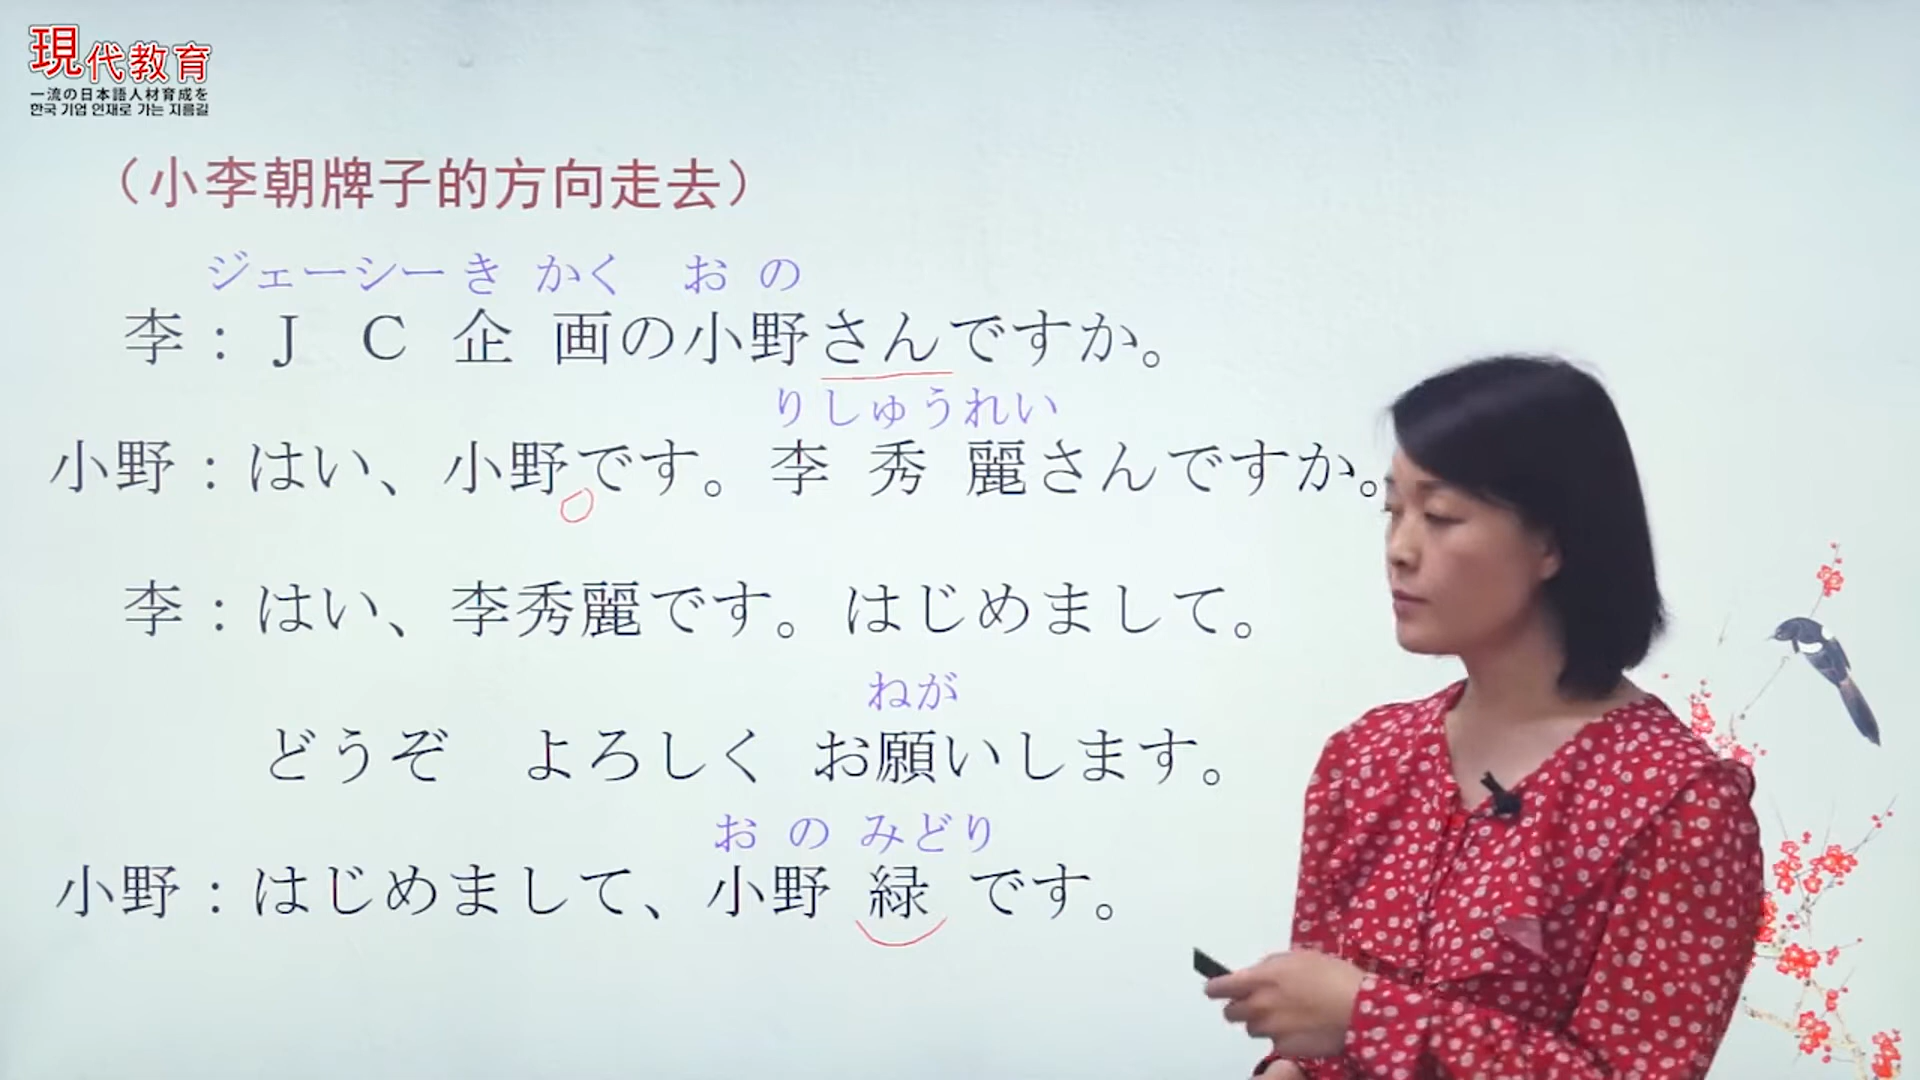 現代教育
一流の日本語人材育成を
한국 기업 인재로 가는 지름길
（小李朝牌子的方向走去）
ジェーシー き かく お の
李：J C 企 画の小野さんですか。
りしゅうれい
小野：はい、小野です。李 秀 麗さんですか。
李：はい、李秀麗です。はじめまして。
ねが
どうぞ よろしく お願いします。
お の みどり
小野：はじめまして、小野 緑 です。